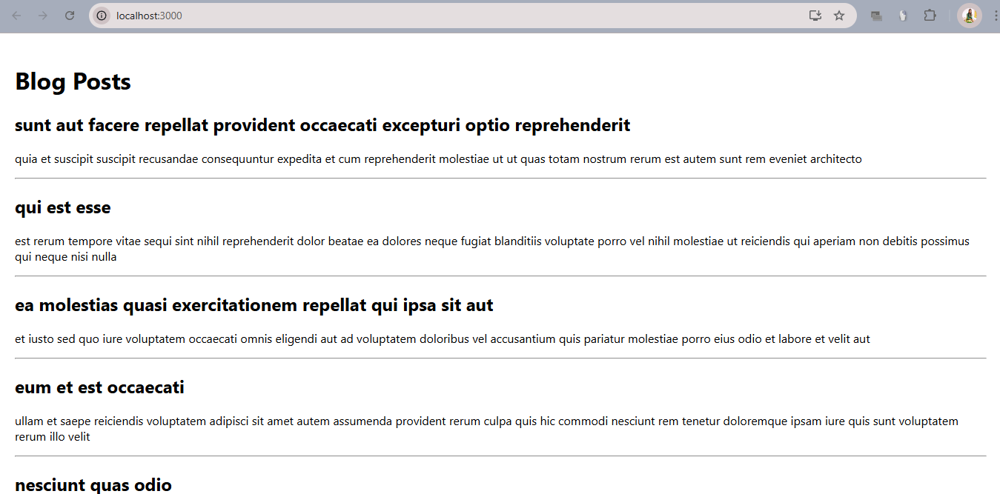 localhost:3000
Blog Posts
sunt aut facere repellat provident occaecati excepturi optio reprehenderit
quia et suscipit suscipit recusandae consequuntur expedita et cum reprehenderit molestiae ut ut quas totam nostrum rerum est autem sunt rem eveniet architecto
qui est esse
est rerum tempore vitae sequi sint nihil reprehenderit dolor beatae ea dolores neque fugiat blanditiis voluptate porro vel nihil molestiae ut reiciendis qui aperiam non debitis possimus
qui neque nisi nulla
ea molestias quasi exercitationem repellat qui ipsa sit aut
et iusto sed quo iure voluptatem occaecati omnis eligendi aut ad voluptatem doloribus vel accusantium quis pariatur molestiae porro eius odio et labore et velit aut
eum et est occaecati
ullam et saepe reiciendis voluptatem adipisci sit amet autem assumenda provident rerum culpa quis hic commodi nesciunt rem tenetur doloremque ipsam iure quis sunt voluptatem
rerum illo velit
nesciunt quas odio